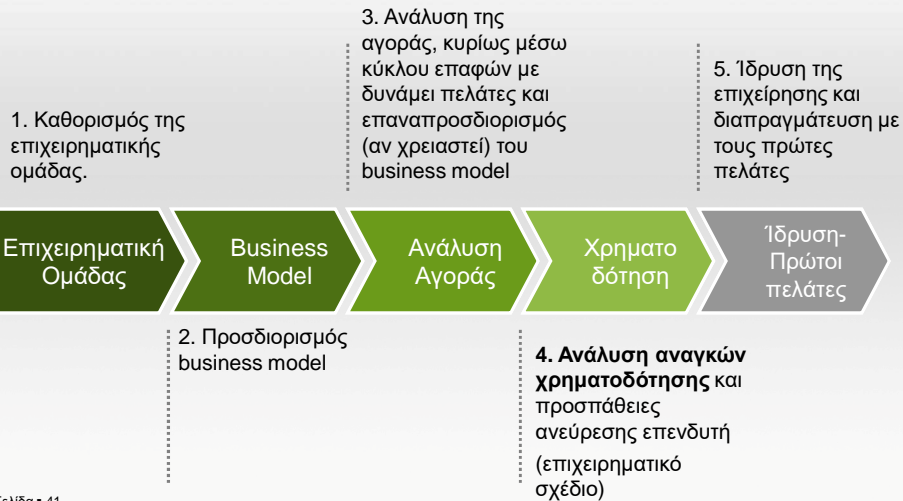 1. Καθορισμός της
επιχειρηματικής
ομάδας.
3. Ανάλυση της
αγοράς, κυρίως μέσω
κύκλου επαφών με
δυνάμει πελάτες και
επαναπροσδιορισμός
(αν χρειαστεί) του
business model
5. Ίδρυση της
επιχείρησης και
διαπραγμάτευση με
τους πρώτες
πελάτες
Επιχειρηματική
Ομάδας
Business
Model
Ανάλυση
Αγοράς
Χρηματο
δότηση
Ίδρυση-
Πρώτοι
πελάτες
2. Προσδιορισμός
business model
4. Ανάλυση αναγκών
χρηματοδότησης και
προσπάθειες
ανεύρεσης επενδυτή
(επιχειρηματικό
σχέδιο)